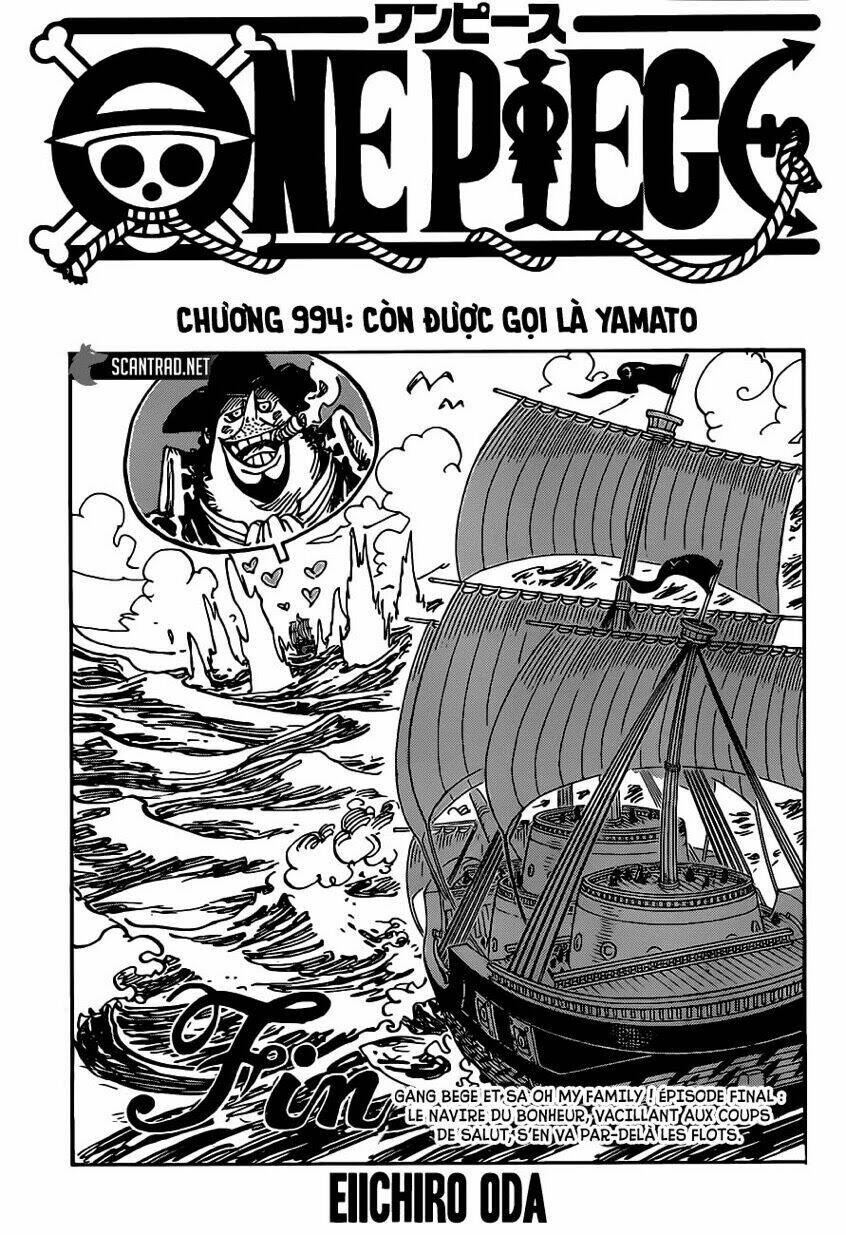 ワンピース
ONE PIECE
CHƯƠNG 994: CÒN ĐƯỢC GỌI LÀ YAMATO
SCANTRAD.NET
Fin
GANG BEGE ET SA OH MY FAMILY ! ÉPISODE FINAL :
LE NAVIRE DU BONHEUR, VACILLANT AUX COUPS
DE SALUT, S'EN VA PAR-DELÀ LES FLOTS.
EIICHIRO ODA